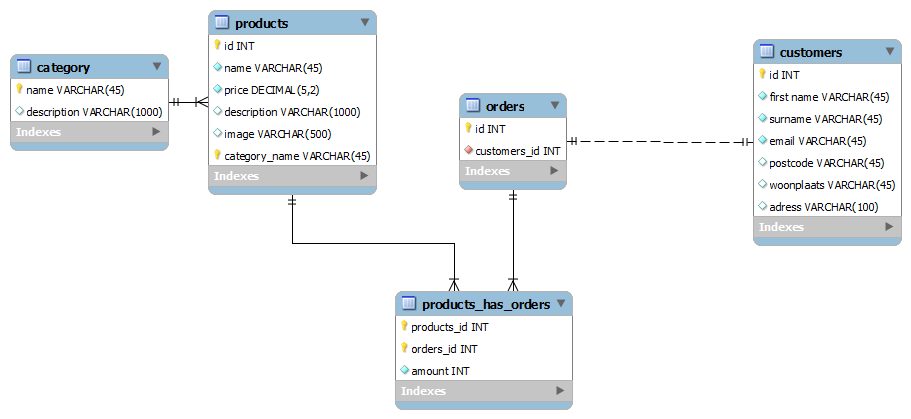 category
name VARCHAR(45)
description VARCHAR(1000)
Indexes
products
id INT
name VARCHAR(45)
price DECIMAL(5,2)
description VARCHAR(1000)
image VARCHAR(500)
category_name VARCHAR(45)
Indexes
orders
id INT
customers_id INT
Indexes
customers
id INT
first name VARCHAR(45)
surname VARCHAR(45)
email VARCHAR(45)
postcode VARCHAR(45)
woonplaats VARCHAR(45)
adress VARCHAR(100)
Indexes
products_has_orders
products_id INT
orders_id INT
amount INT
Indexes